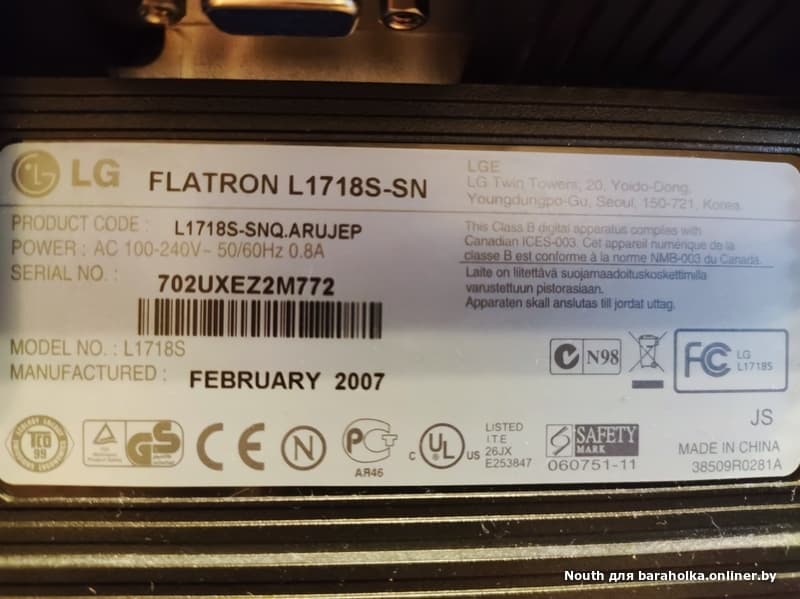 LG FLATRON L1718S-SN
LGE
LG Twin Towers, 20, Yoido-Dong,
Youngdungpo-Gu, Seoul, 150-721, Korea.
PRODUCT CODE : L1718S-SNQ.ARUJEP
POWER : AC 100-240V~ 50/60Hz 0.8A
SERIAL NO. :
702UXEZ2M772
This Class B digital apparatus complies with
Canadian ICES-003. Cet appareil numérique de la
classe B est conforme à la norme NMB-003 du Canada.
Laite on liitettävä suojamaadoituskoskettimilla
varustettuun pistorasiaan.
Apparaten skall anslutas till jordat uttag.
MODEL NO. : L1718S
MANUFACTURED : FEBRUARY 2007
N98
FC LG
L1718S
JS
TCO
99
GS
CE
N
PCT
АЯ46
c UL US
LISTED
I.T.E
26JX
E253847
S SAFETY
MARK
060751-11
MADE IN CHINA
38509R0281A
Nouth для baraholka.onliner.by